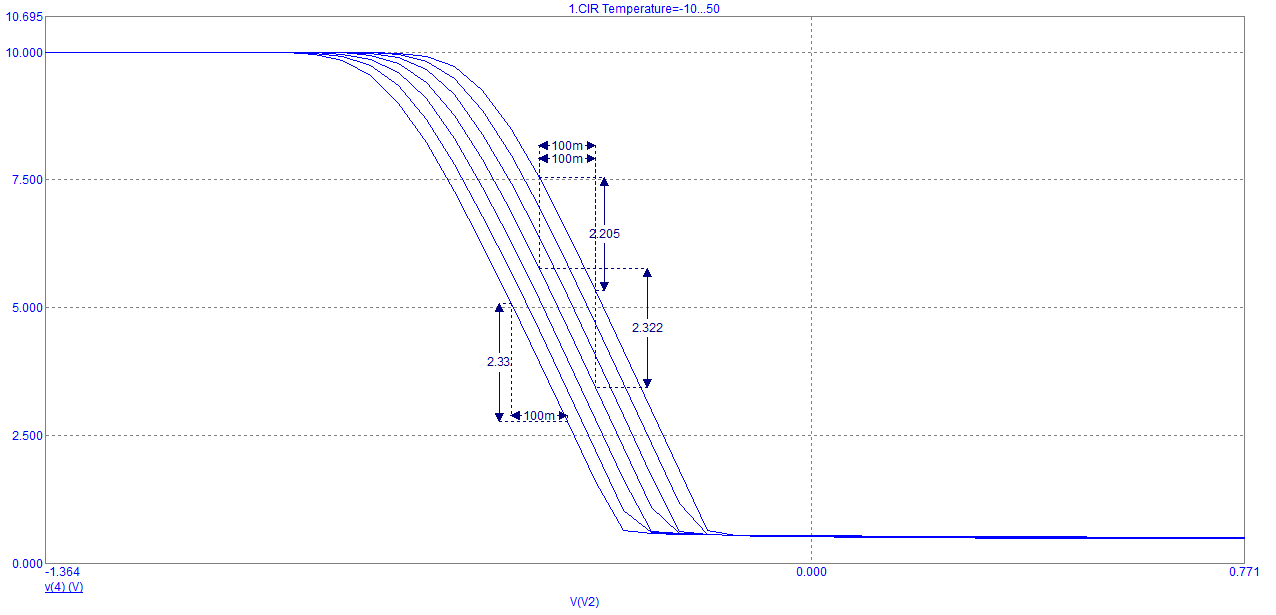 1.CIR Temperature=-10...50
10.695
10.000
100m
100m
7.500
2.205
5.000
2.322
2.33
100m
2.500
0.000
-1.364 0.000 0.771
v(4) (V)
V(V2)